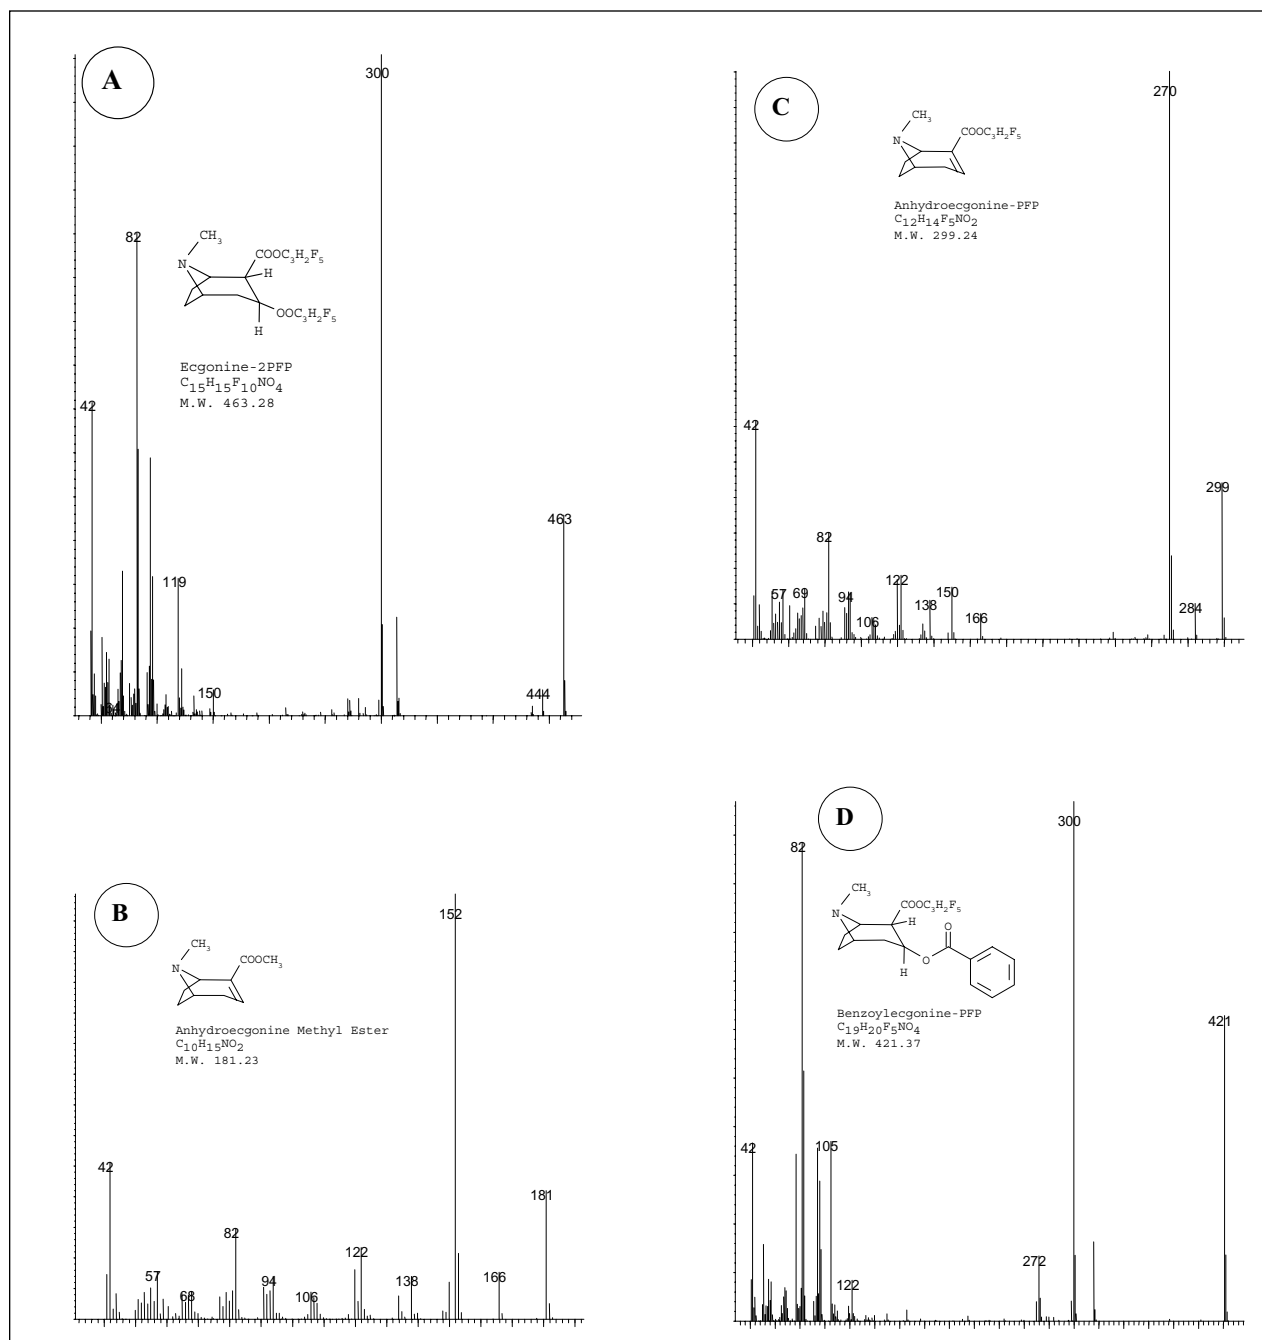 A
300
82
CH3
N
COOC3H2F5
H
OOC3H2F5
H
Ecgonine-2PFP
C15H15F10NO4
M.W. 463.28
42
463
119
150
444
C
270
CH3
N
COOC3H2F5
Anhydroecgonine-PFP
C12H14F5NO2
M.W. 299.24
42
299
82
57
69
94
106
122
138
150
166
284
B
152
CH3
N
COOCH3
Anhydroecgonine Methyl Ester
C10H15NO2
M.W. 181.23
42
181
82
122
57
68
94
106
138
166
D
300
82
CH3
N
COOC3H2F5
H
O
O
H
Benzoylecgonine-PFP
C19H20F5NO4
M.W. 421.37
421
42
105
272
122